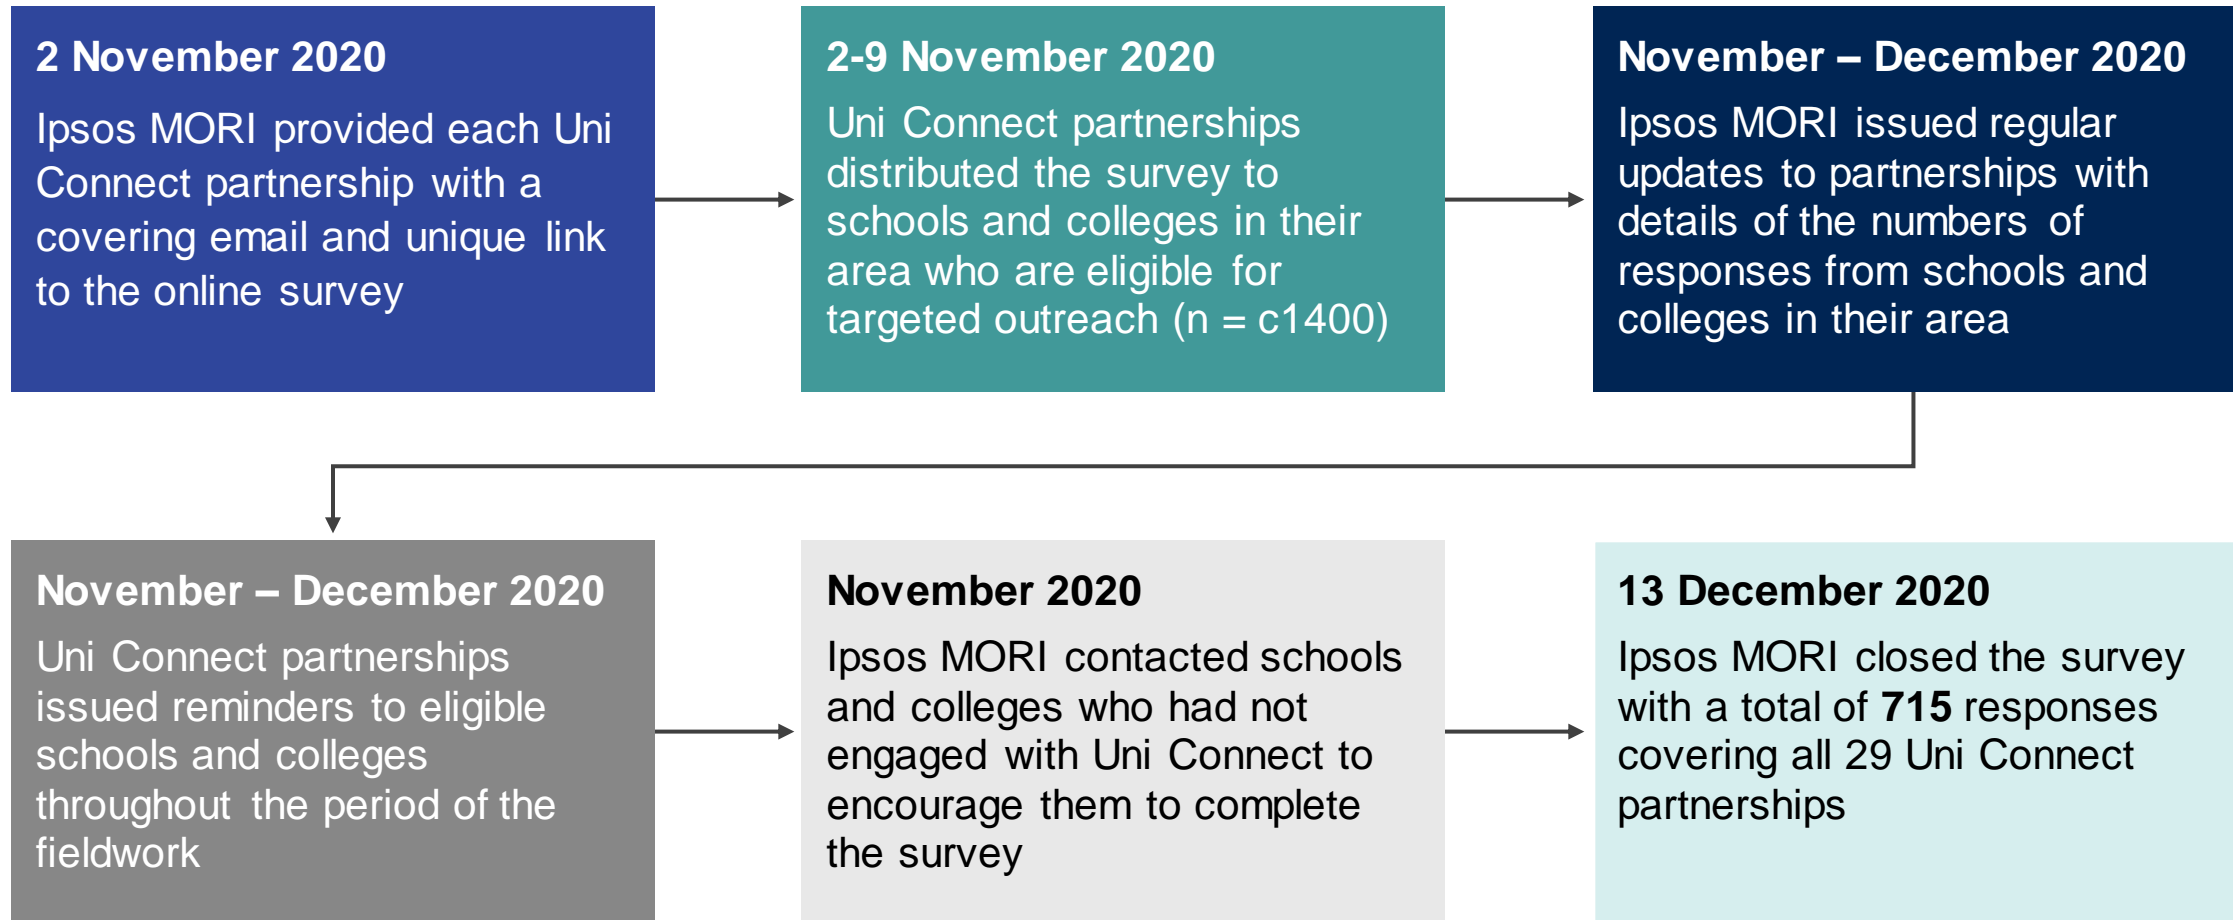 2 November 2020
Ipsos MORI provided each Uni
Connect partnership with a
covering email and unique link
to the online survey
2-9 November 2020
Uni Connect partnerships
distributed the survey to
schools and colleges in their
area who are eligible for
targeted outreach (n = c1400)
November – December 2020
Ipsos MORI issued regular
updates to partnerships with
details of the numbers of
responses from schools and
colleges in their area
November – December 2020
Uni Connect partnerships
issued reminders to eligible
schools and colleges
throughout the period of the
fieldwork
November 2020
Ipsos MORI contacted schools
and colleges who had not
engaged with Uni Connect to
encourage them to complete
the survey
13 December 2020
Ipsos MORI closed the survey
with a total of 715 responses
covering all 29 Uni Connect
partnerships